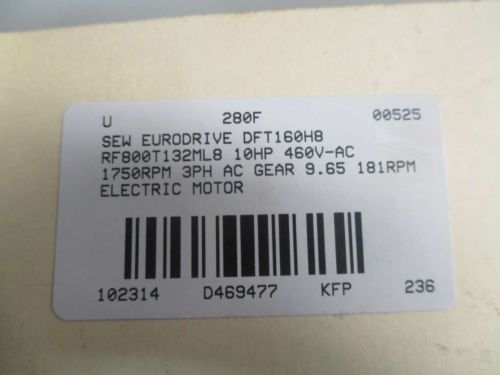 U 280F 00525
SEW EURODRIVE DFT160H8
RF800T132ML8 10HP 460V-AC
1750RPM 3PH AC GEAR 9.65 181RPM
ELECTRIC MOTOR
102314 D469477 KFP 236